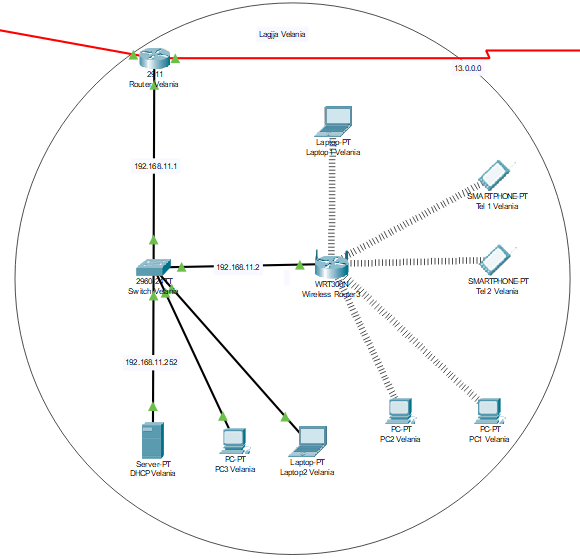 Lagjja Velania
2911
Router Velania
13.0.0.0
Laptop-PT
Laptop1 Velania
192.168.11.1
SMARTPHONE-PT
Tel 1 Velania
192.168.11.2
2960-24TT
Switch Velania
WRT300N
Wireless Router3
SMARTPHONE-PT
Tel 2 Velania
192.168.11.252
PC-PT
PC2 Velania
PC-PT
PC1 Velania
Server-PT
DHCP Velania
PC-PT
PC3 Velania
Laptop-PT
Laptop2 Velania